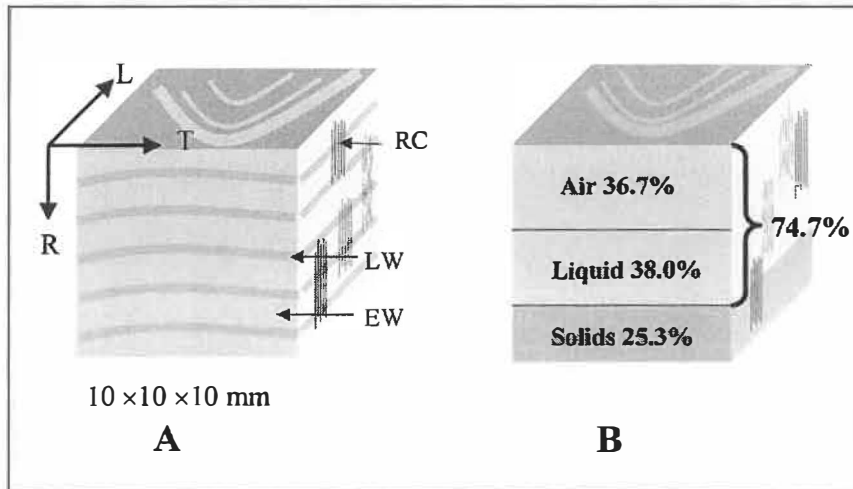 L
T
RC
R
LW
EW
10 ×10 ×10 mm
A
Air 36.7%
74.7%
Liquid 38.0%
Solids 25.3%
B